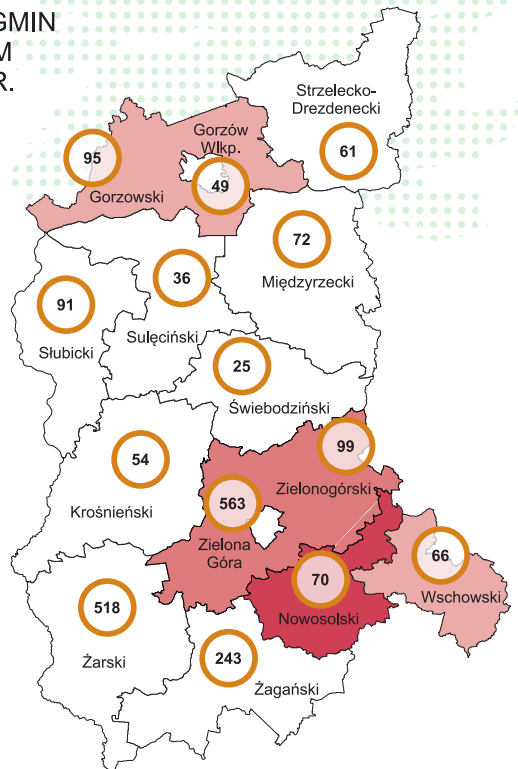 GMIN
M
R.
Strzelecko-
Drezdenecki
61
Gorzów
Wlkp.
95
49
Gorzowski
72
Międzyrzecki
36
91
Sulęciński
Słubicki
25
Świebodziński
99
54
Zielonogórski
563
Krośnieński
Zielona
Góra
66
70
Wschowski
518
Nowosolski
243
Żarski
Żagański